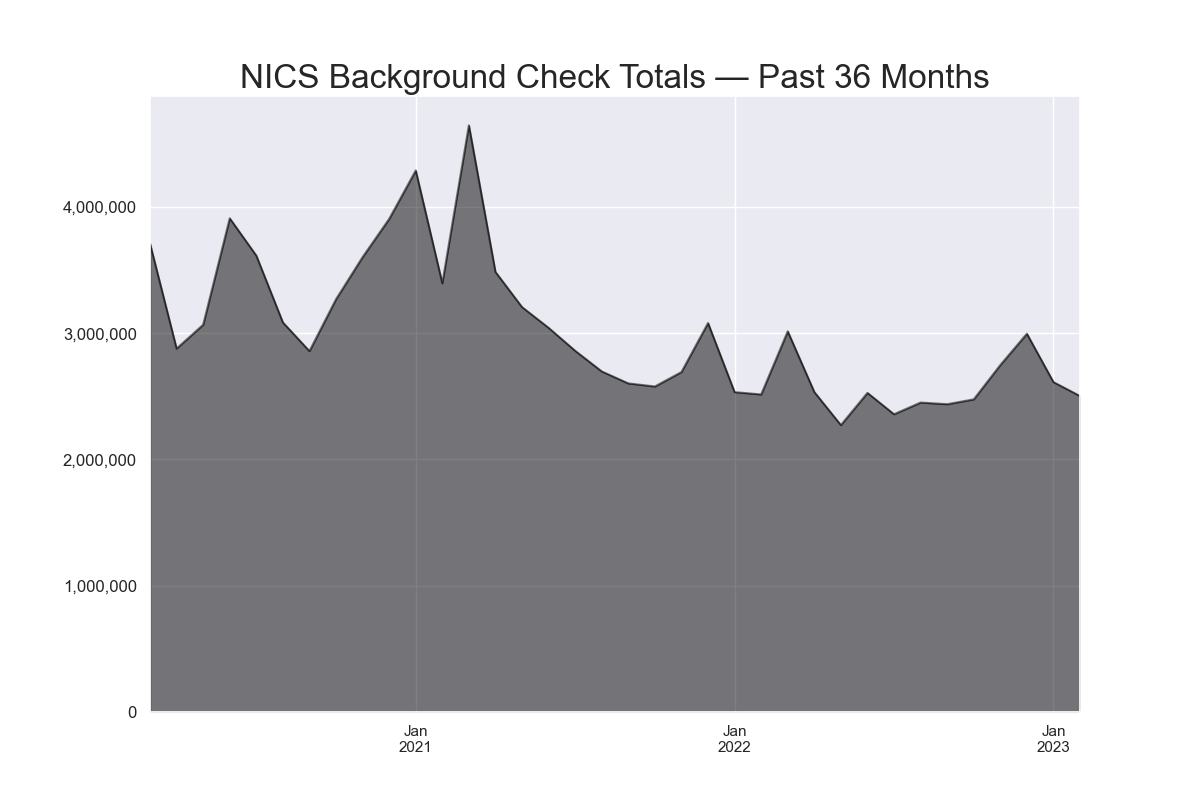 NICS Background Check Totals — Past 36 Months
4,000,000
3,000,000
2,000,000
1,000,000
0
Jan
2021
Jan
2022
Jan
2023